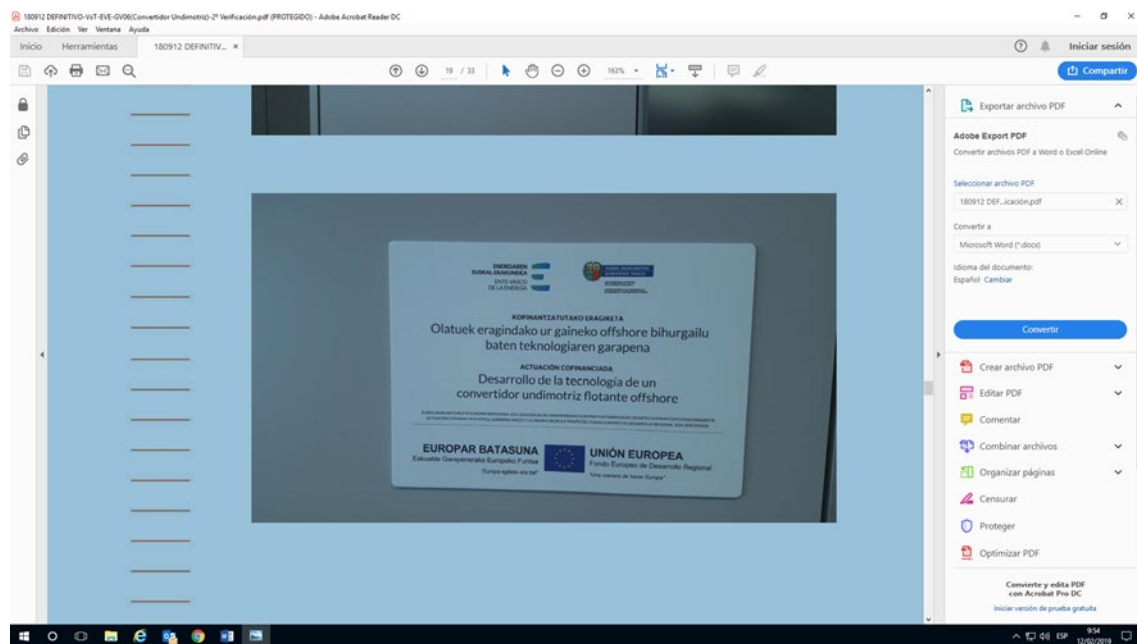 180912 DEFINITIVO-VsT-EVE-GV06(Convertidor Undimotriz)-2ª Verificación.pdf (PROTEGIDO) - Adobe Acrobat Reader DC
Archivo Edición Ver Ventana Ayuda
Inicio Herramientas 180912 DEFINITIV... × Iniciar sesión
19 / 33 163% Compartir
ENERGIAREN
EUSKAL ERAKUNDEA
ENTE VASCO
DE LA ENERGÍA
EUSKO JAURLARITZA
GOBIERNO VASCO
KOFINANTZATUTAKO ERAGIKETA
Olatuek eragindako ur gaineko offshore bihurgailu
baten teknologiaren garapena
ACTUACIÓN COFINANCIADA
Desarrollo de la tecnología de un
convertidor undimotriz flotante offshore
EUROPAR BATASUNA
Eskualde Garapenerako Europako Funtsa
"Europa egiteko era bat"
UNIÓN EUROPEA
Fondo Europeo de Desarrollo Regional
"Una manera de hacer Europa"
Exportar archivo PDF
Adobe Export PDF
Convertir archivos PDF a Word o Excel Online
Seleccionar archivo PDF
180912 DEF...icación.pdf
Convertir a
Microsoft Word (*.docx)
Idioma del documento:
Español Cambiar
Convertir
Crear archivo PDF
Editar PDF
Comentar
Combinar archivos
Organizar páginas
Censurar
Proteger
Optimizar PDF
Convierte y edita PDF
con Acrobat Pro DC
Iniciar versión de prueba gratuita
ESP 9:54
12/02/2019